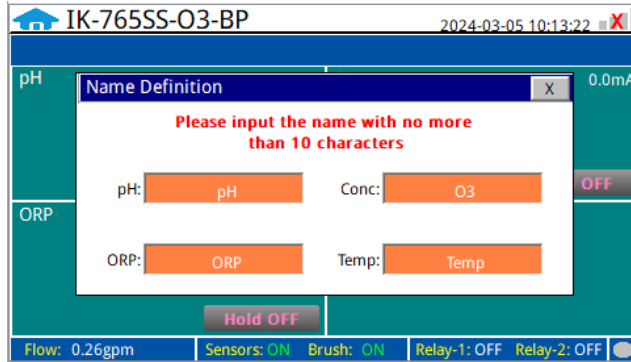 IK-765SS-O3-BP 2024-03-05 10:13:22 X
pH 0.0mA
Name Definition X
Please input the name with no more
than 10 characters
pH: pH Conc: O3
OFF
ORP
ORP: ORP Temp: Temp
Hold OFF
Flow: 0.26gpm Sensors: ON Brush: ON Relay-1: OFF Relay-2: OFF